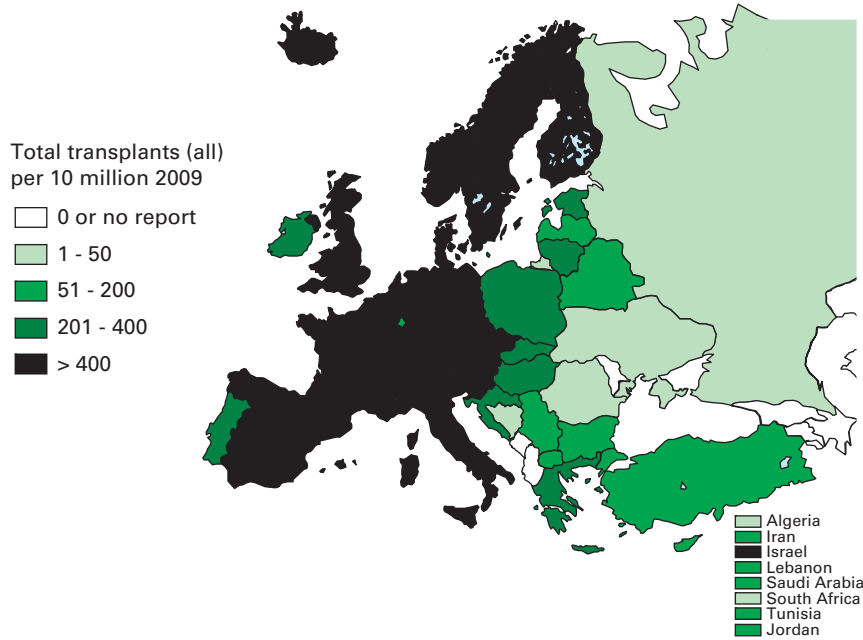 Total transplants (all)
per 10 million 2009
0 or no report
1 - 50
51 - 200
201 - 400
> 400
Algeria
Iran
Israel
Lebanon
Saudi Arabia
South Africa
Tunisia
Jordan